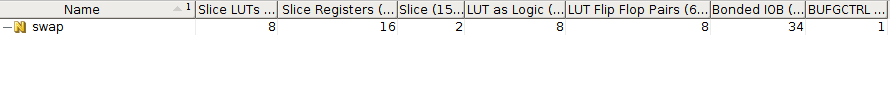 Name 1 Slice LUTs ... Slice Registers (... Slice (15... LUT as Logic (... LUT Flip Flop Pairs (6... Bonded IOB (... BUFGCTRL ...
N swap 8 16 2 8 8 34 1